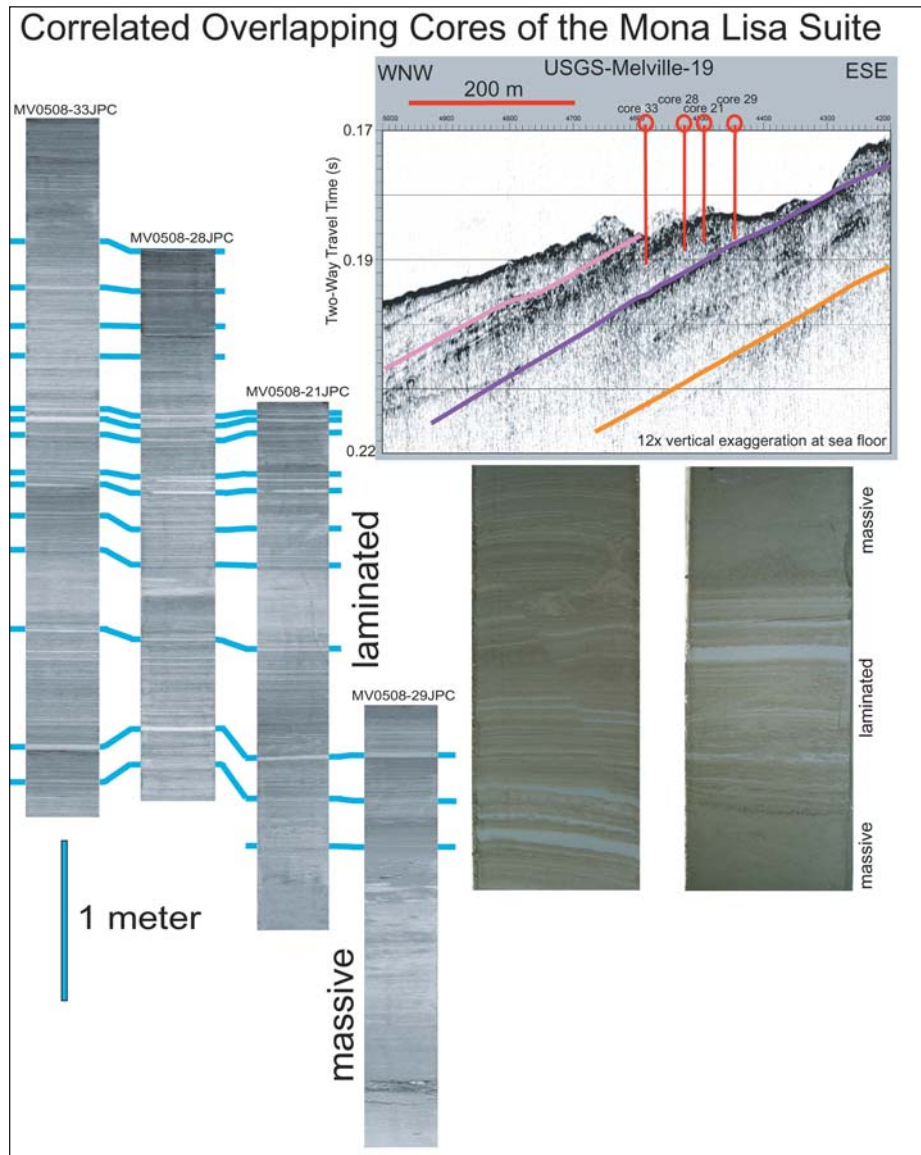 Correlated Overlapping Cores of the Mona Lisa Suite
WNW
USGS-Melville-19
ESE
200 m
core 33
core 28
core 21
core 29
4700
4400
4300
4200
0.17
0.19
0.22
Two-Way Travel Time (s)
12x vertical exaggeration at sea floor
MV0508-33JPC
MV0508-28JPC
MV0508-21JPC
MV0508-29JPC
laminated
massive
1 meter
massive
laminated
massive